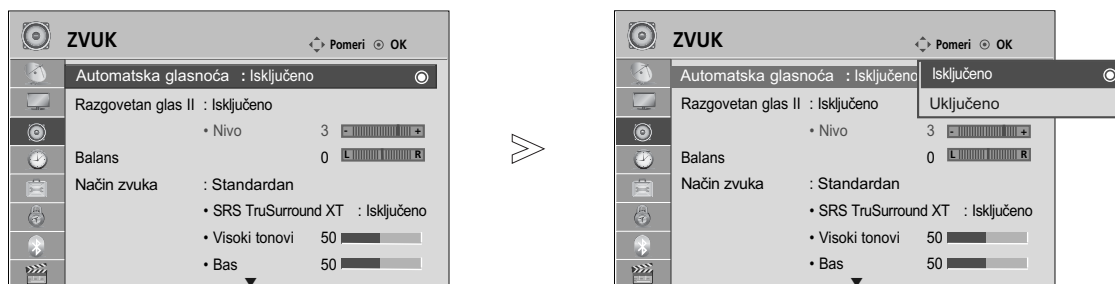 ZVUK Pomeri OK
Automatska glasnoća : Isključeno
Razgovetan glas II : Isključeno
• Nivo 3 - +
Balans 0 L R
Način zvuka : Standardan
• SRS TruSurround XT : Isključeno
• Visoki tonovi 50
• Bas 50
ZVUK Pomeri OK
Automatska glasnoća : Isključeno
Isključeno
Uključeno
Razgovetan glas II : Isključeno
• Nivo 3 - +
Balans 0 L R
Način zvuka : Standardan
• SRS TruSurround XT : Isključeno
• Visoki tonovi 50
• Bas 50